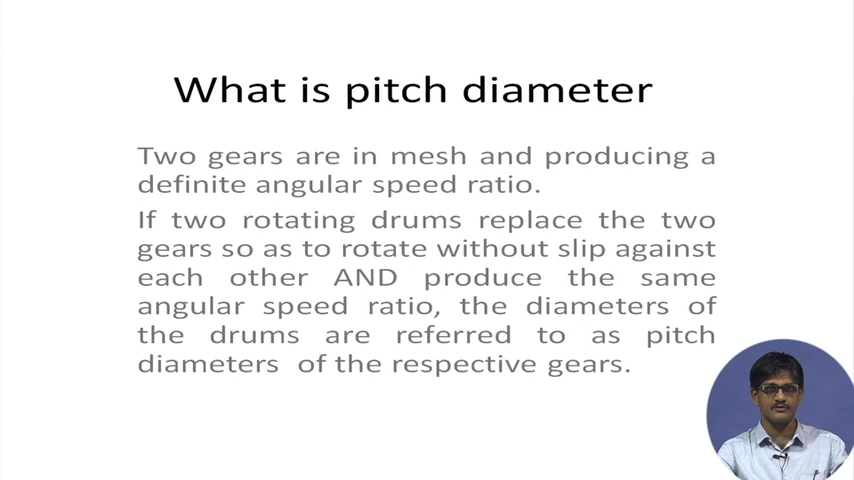 What is pitch diameter
Two gears are in mesh and producing a
definite angular speed ratio.
If two rotating drums replace the two
gears so as to rotate without slip against
each other AND produce the same
angular speed ratio, the diameters of
the drums are referred to as pitch
diameters of the respective gears.